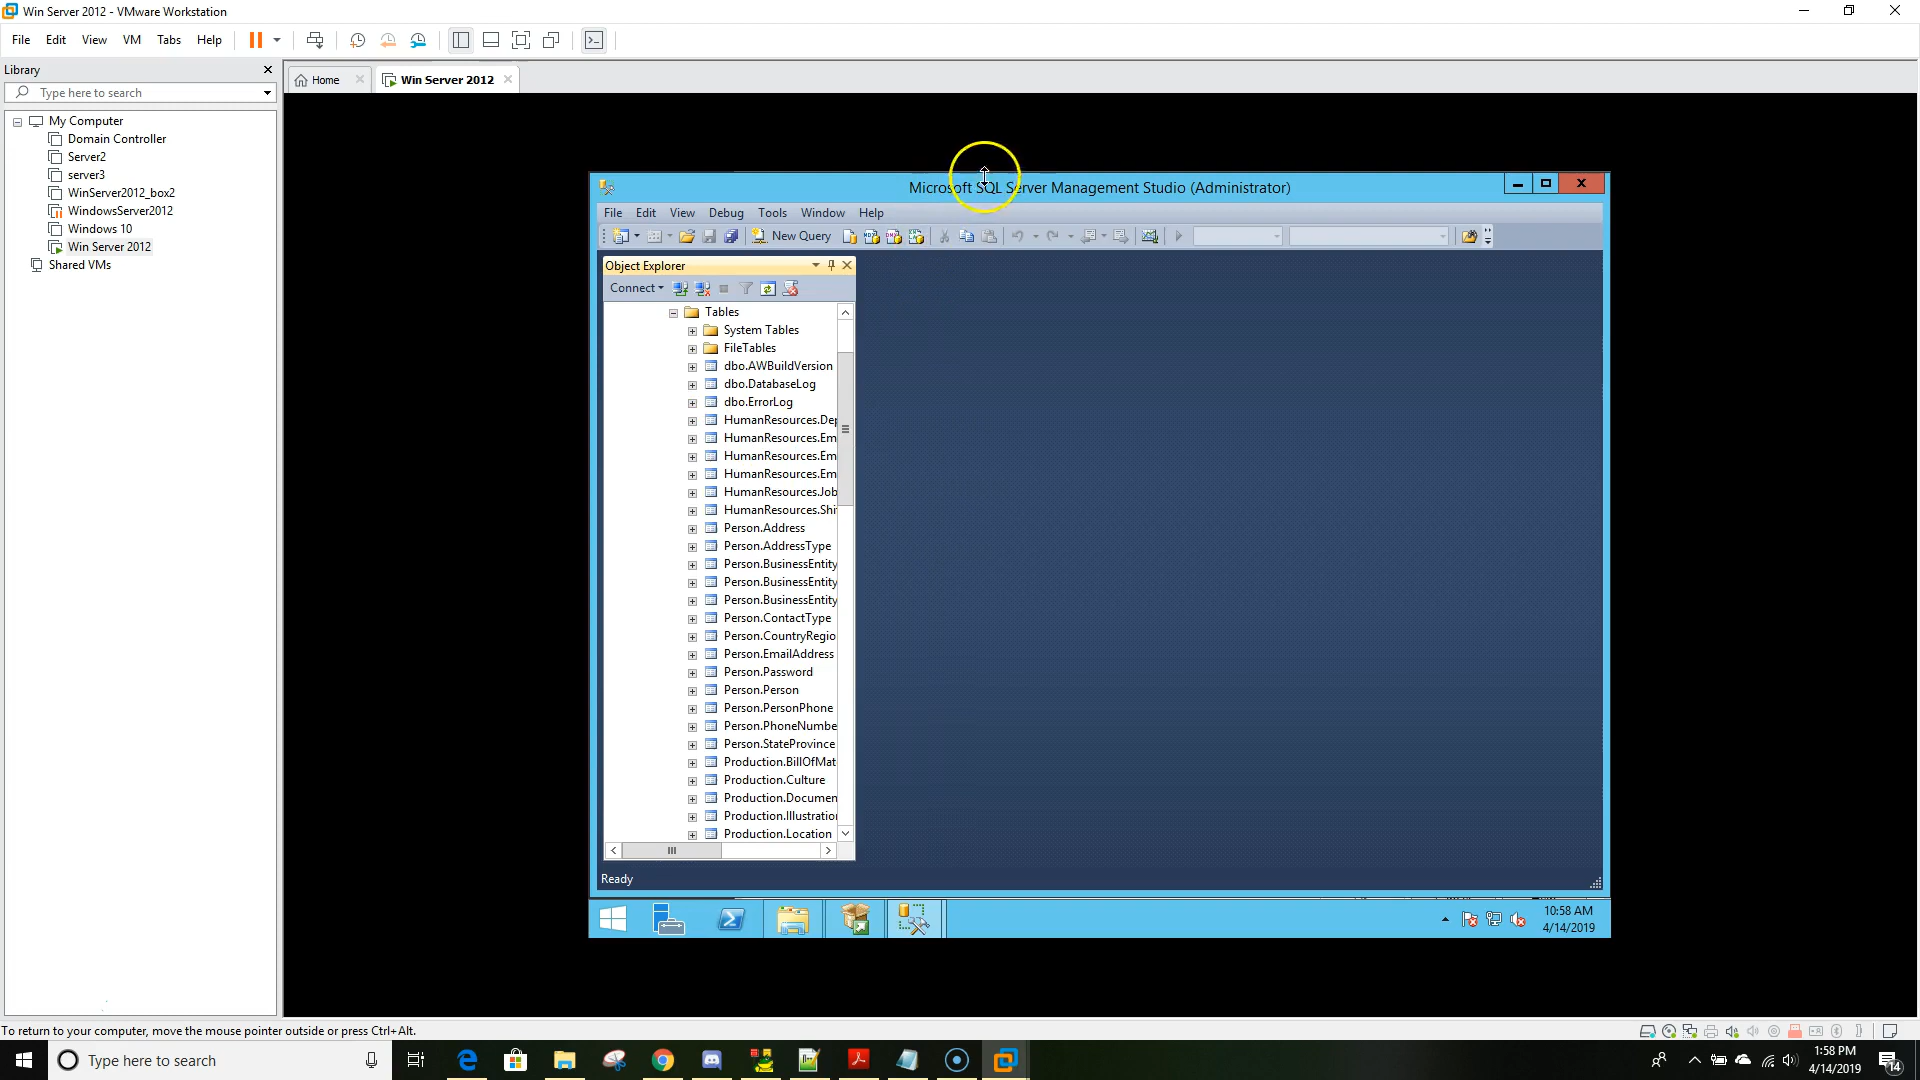 Win Server 2012 - VMware Workstation
File Edit View VM Tabs Help
Library
Home
Win Server 2012
Type here to search
My Computer
Domain Controller
Server2
server3
WinServer2012_box2
WindowsServer2012
Windows 10
Win Server 2012
Shared VMs
Microsoft SQL Server Management Studio (Administrator)
File Edit View Debug Tools Window Help
New Query
Object Explorer
Connect
Tables
System Tables
FileTables
dbo.AWBuildVersion
dbo.DatabaseLog
dbo.ErrorLog
HumanResources.Dep
HumanResources.Em
HumanResources.Em
HumanResources.Em
HumanResources.Job
HumanResources.Shi
Person.Address
Person.AddressType
Person.BusinessEntity
Person.BusinessEntity
Person.BusinessEntity
Person.ContactType
Person.CountryRegio
Person.EmailAddress
Person.Password
Person.Person
Person.PersonPhone
Person.PhoneNumbe
Person.StateProvince
Production.BillOfMat
Production.Culture
Production.Documen
Production.Illustration
Production.Location
Ready
10:58 AM
4/14/2019
To return to your computer, move the mouse pointer outside or press Ctrl+Alt.
Type here to search
1:58 PM
4/14/2019
14